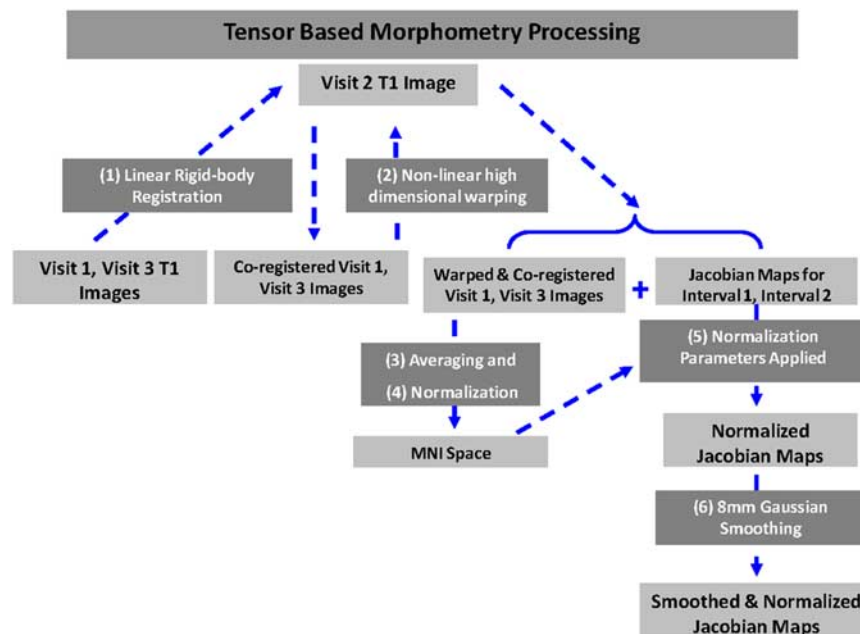 Tensor Based Morphometry Processing
Visit 2 T1 Image
(1) Linear Rigid-body
Registration
(2) Non-linear high
dimensional warping
Visit 1, Visit 3 T1
Images
Co-registered Visit 1,
Visit 3 Images
Warped & Co-registered
Visit 1, Visit 3 Images
+
Jacobian Maps for
Interval 1, Interval 2
(3) Averaging and
(4) Normalization
(5) Normalization
Parameters Applied
MNI Space
Normalized
Jacobian Maps
(6) 8mm Gaussian
Smoothing
Smoothed & Normalized
Jacobian Maps